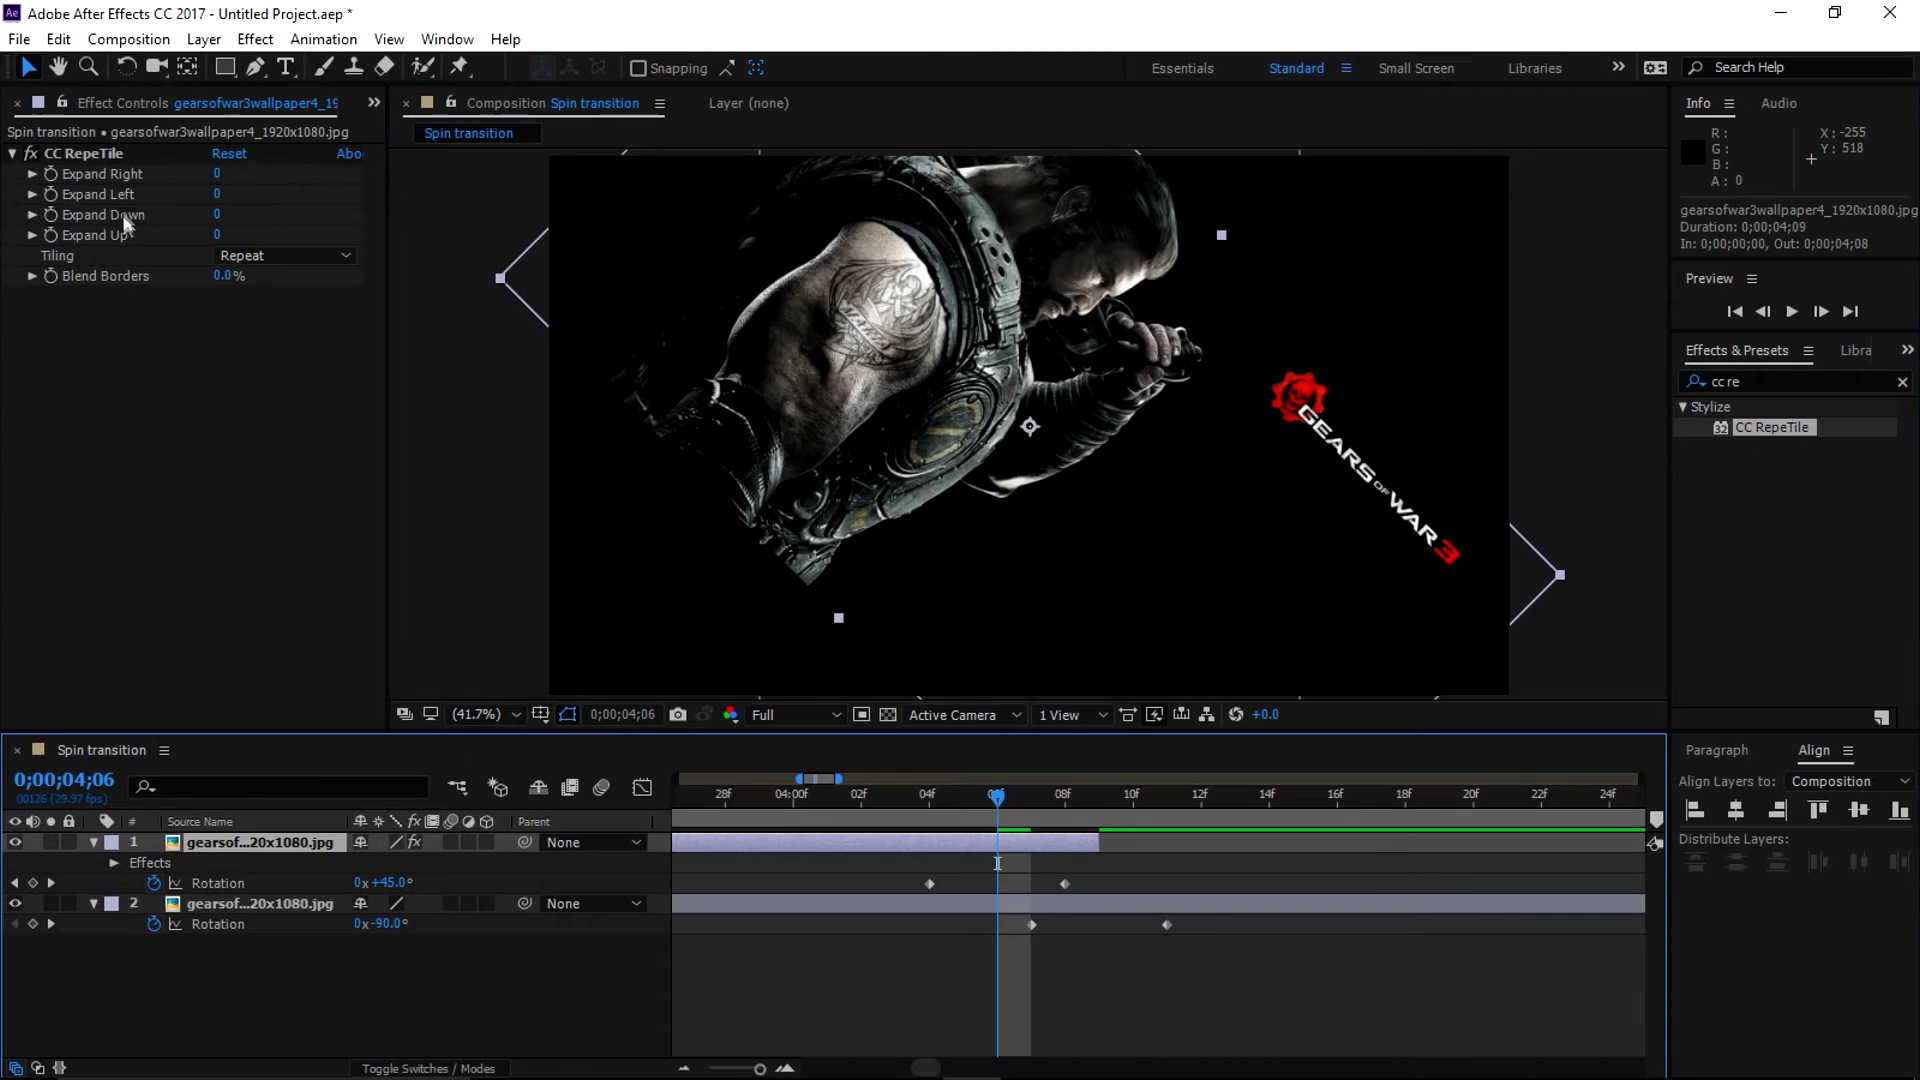 Adobe After Effects CC 2017 - Untitled Project.aep *
File Edit Composition Layer Effect Animation View Window Help
Snapping Essentials Standard Small Screen Libraries Search Help
Effect Controls gearsofwar3wallpaper4_19
Composition Spin transition Layer (none)
Info Audio
Spin transition • gearsofwar3wallpaper4_1920x1080.jpg
Spin transition
CC RepeTile Reset Abo
Expand Right 0
Expand Left 0
Expand Down 0
Expand Up 0
Tiling Repeat
Blend Borders 0.0%
R:
G:
B:
A: 0
X: -255
Y: 518
gearsofwar3wallpaper4_1920x1080.jpg
Duration: 0;00;04;09
In: 0;00;00;00, Out: 0;00;04;08
Preview
Effects & Presets Libra
cc re
Stylize
32 CC RepeTile
GEARS OF WAR 3
(41.7%) 0;00;04;06 Full Active Camera 1 View +0.0
Spin transition
0;00;04;06
00126 (29.97 fps)
28f 04:00f 02f 04f 08f 10f 12f 14f 16f 18f 20f 22f 24f
# Source Name fx Parent
1 gearsof...20x1080.jpg fx None
Effects
Rotation 0x+45.0°
2 gearsof...20x1080.jpg None
Rotation 0x-90.0°
Toggle Switches / Modes
Paragraph Align
Align Layers to: Composition
Distribute Layers: